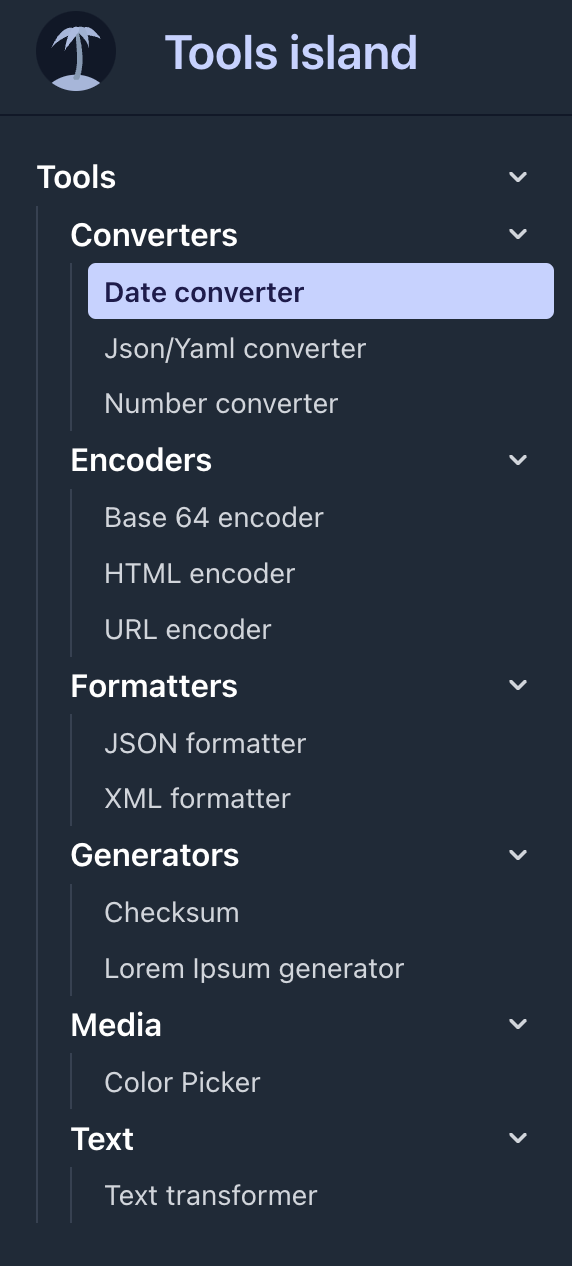 Tools island
Tools
Converters
Date converter
Json/Yaml converter
Number converter
Encoders
Base 64 encoder
HTML encoder
URL encoder
Formatters
JSON formatter
XML formatter
Generators
Checksum
Lorem Ipsum generator
Media
Color Picker
Text
Text transformer